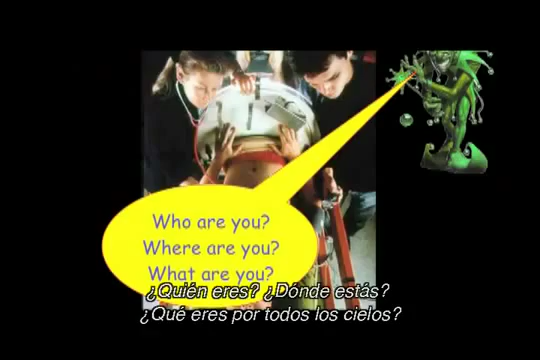 Who are you?
Where are you?
What are you?
¿Quién eres? ¿Dónde estás?
¿Qué eres por todos los cielos?